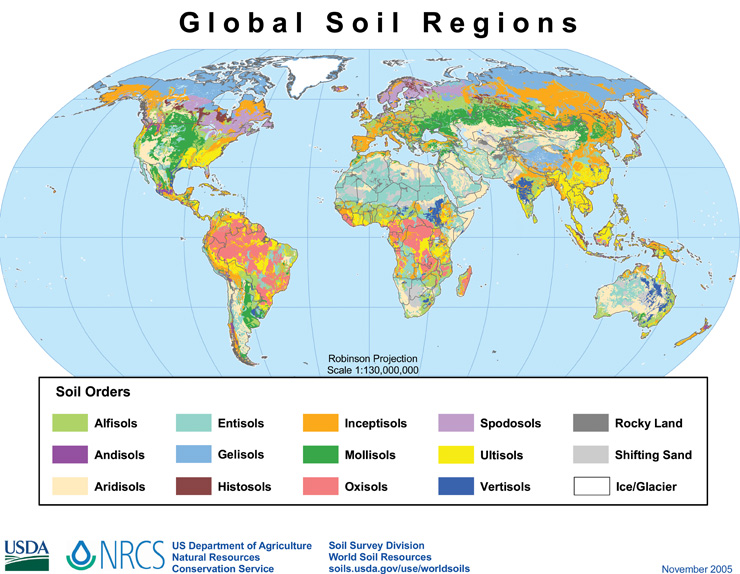 Global Soil Regions
Robinson Projection
Scale 1:130,000,000
Soil Orders
Alfisols
Entisols
Inceptisols
Spodosols
Rocky Land
Andisols
Gelisols
Mollisols
Ultisols
Shifting Sand
Aridisols
Histosols
Oxisols
Vertisols
Ice/Glacier
USDA
NRCS
US Department of Agriculture
Natural Resources
Conservation Service
Soil Survey Division
World Soil Resources
soils.usda.gov/use/worldsoils
November 2005